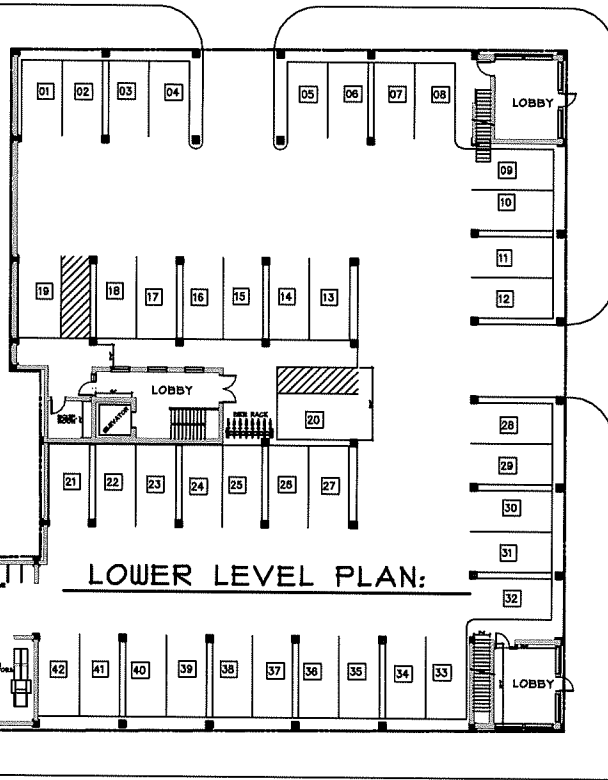 01 02 03 04 05 06 07 08
LOBBY
09
10
11
12
19 18 17 16 15 14 13
LOBBY
ELEVATOR
BIKE RACK
20
28
29
30
31
32
21 22 23 24 25 26 27
LOWER LEVEL PLAN:
42 41 40 39 38 37 36 35 34 33
LOBBY